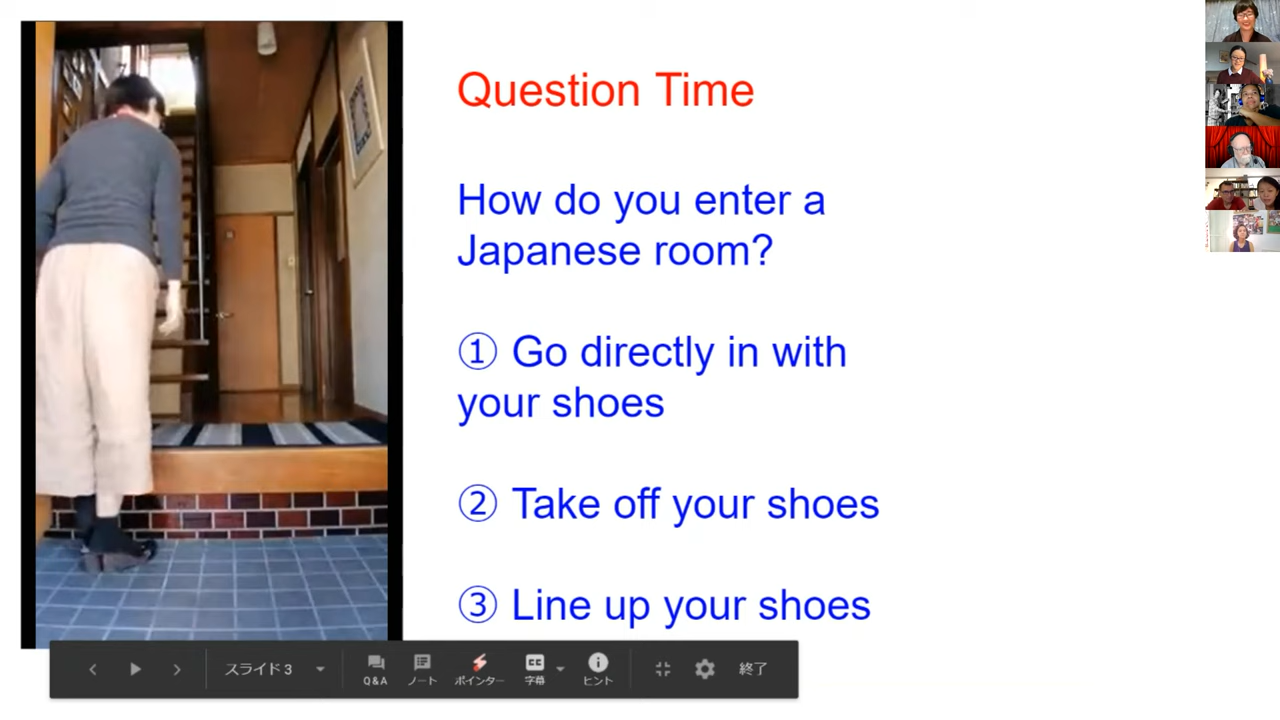 Question Time
How do you enter a
Japanese room?
① Go directly in with
your shoes
② Take off your shoes
③ Line up your shoes
スライド 3
Q&A
ノート
ポインター
CC
字幕
ヒント
終了